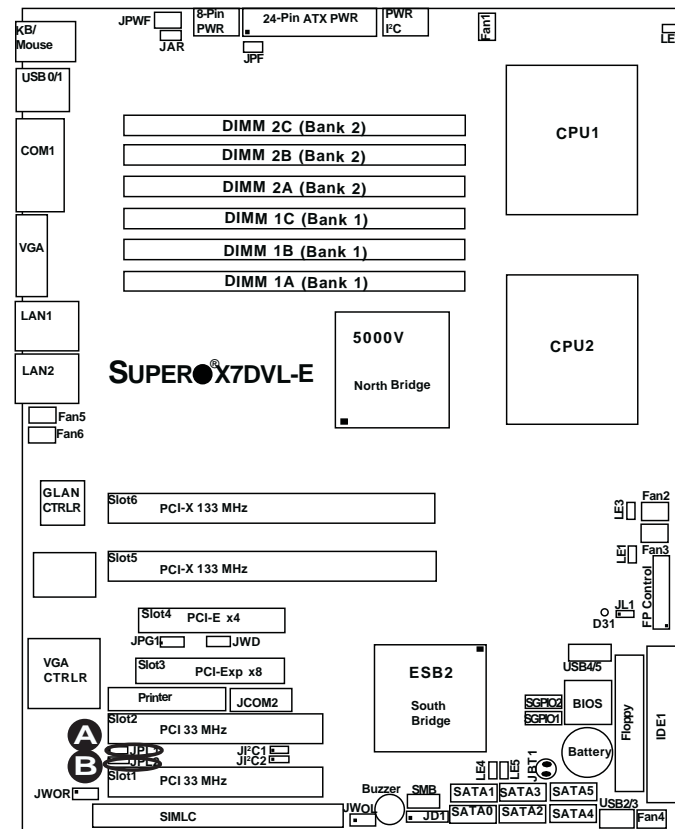 KB/
Mouse
JPWF
JAR
8-Pin
PWR
24-Pin ATX PWR
JPF
PWR
I²C
Fan1
LE
USB 0/1
COM1
VGA
LAN1
LAN2
Fan5
Fan6
DIMM 2C (Bank 2)
DIMM 2B (Bank 2)
DIMM 2A (Bank 2)
DIMM 1C (Bank 1)
DIMM 1B (Bank 1)
DIMM 1A (Bank 1)
CPU1
CPU2
5000V
North Bridge
SUPER®X7DVL-E
GLAN
CTRLR
Slot6
PCI-X 133 MHz
Slot5
PCI-X 133 MHz
Slot4
PCI-E x4
JPG1
JWD
Slot3
PCI-Exp x8
VGA
CTRLR
Printer
JCOM2
Slot2
PCI 33 MHz
A
JPL1
B
JPL2
JI²C1
JI²C2
Slot1
PCI 33 MHz
JWOR
SIMLC
JWOL
Buzzer
SMB
JD1
ESB2
South
Bridge
LE3
Fan2
LE1
Fan3
FP Control
JL1
D31
USB4/5
SGPIO2
SGPIO1
BIOS
Floppy
IDE1
Battery
LE4
LE5
JBT1
SATA1
SATA3
SATA5
SATA0
SATA2
SATA4
USB2/3
Fan4